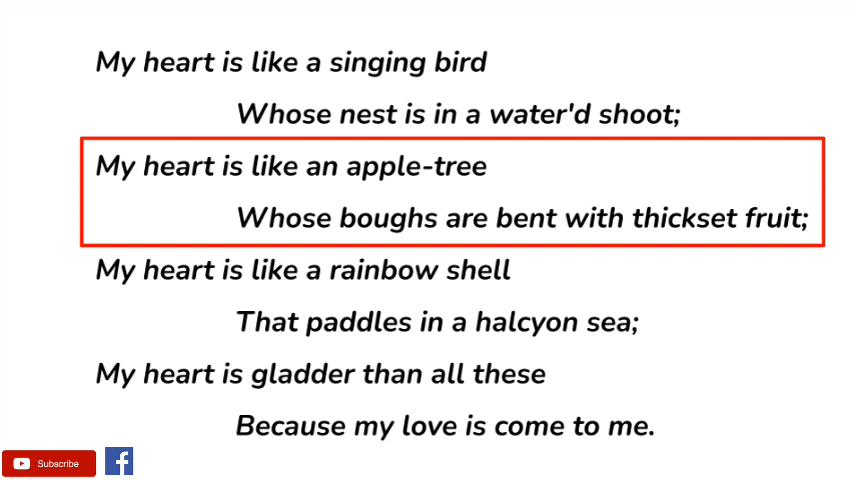 My heart is like a singing bird
Whose nest is in a water'd shoot;
My heart is like an apple-tree
Whose boughs are bent with thickset fruit;
My heart is like a rainbow shell
That paddles in a halcyon sea;
My heart is gladder than all these
Because my love is come to me.
Subscribe